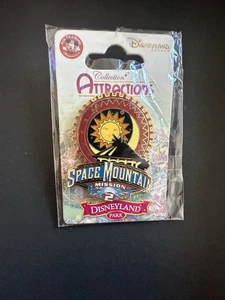 Disneyland
Collection
Attractions
SPACE MOUNTAIN
MISSION
2
DISNEYLAND
PARK